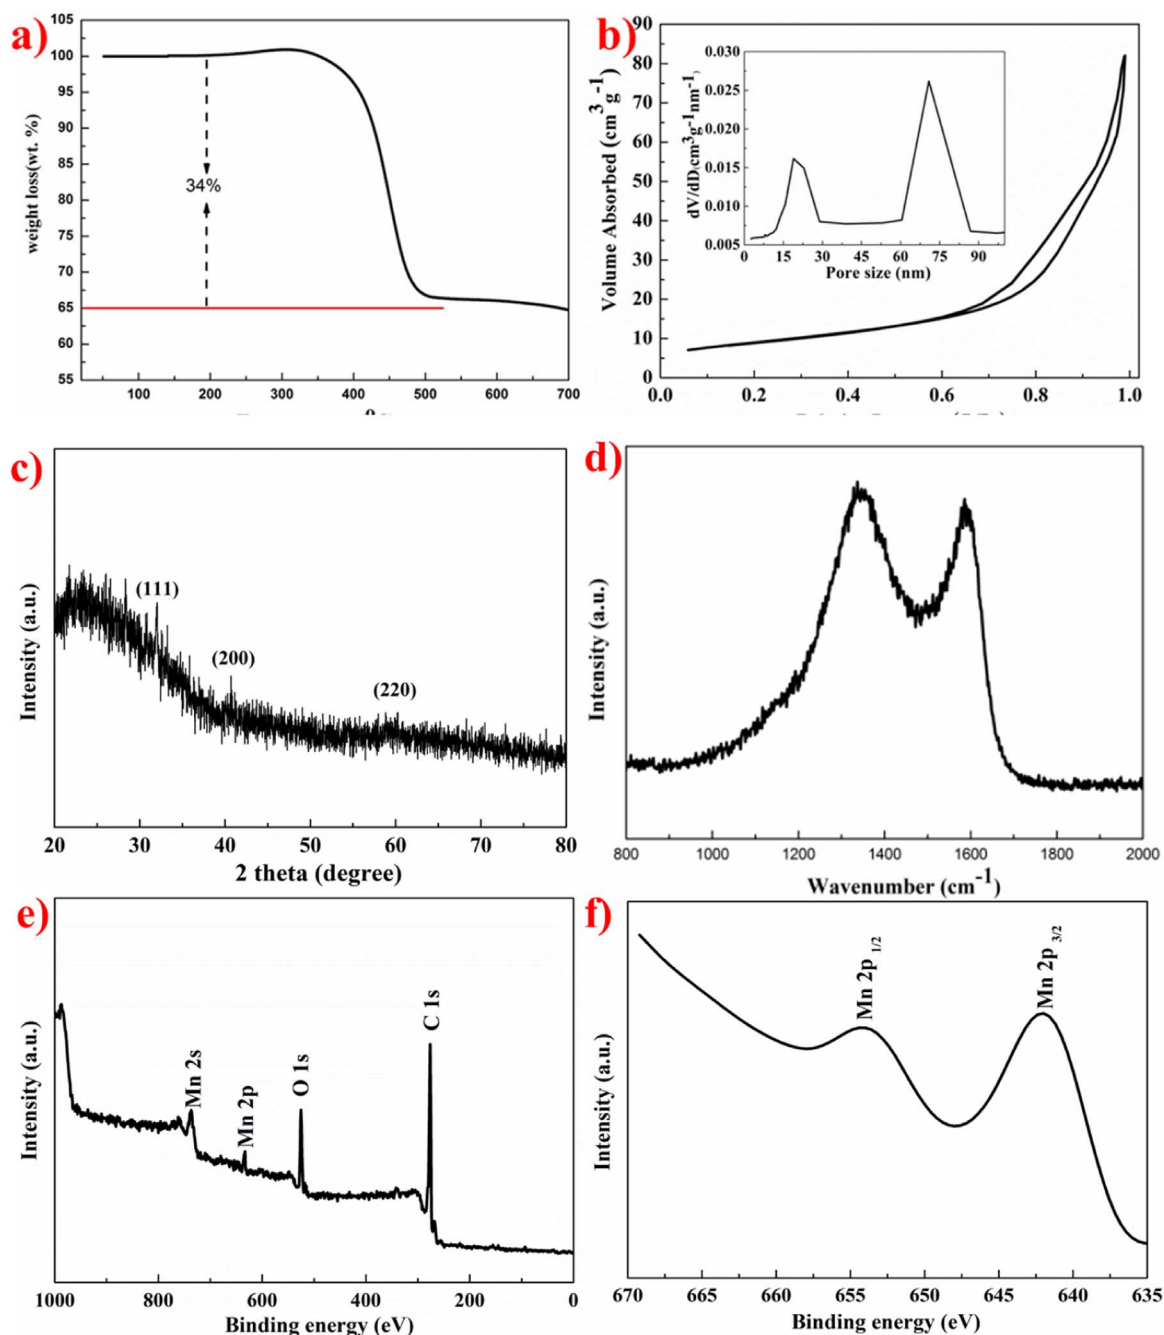 a)
105
100
95
90
85
80
75
70
65
60
55
weight loss(wt. %)
34%
100 200 300 400 500 600 700
b)
90
80
70
60
50
40
30
20
10
0
Volume Absorbed (cm³g⁻¹)
0.0 0.2 0.4 0.6 0.8 1.0
0.030
0.025
0.020
0.015
0.010
0.005
dV/dD(cm³g⁻¹nm⁻¹)
0 15 30 45 60 75 90
Pore size (nm)
c)
Intensity (a.u.)
(111)
(200)
(220)
20 30 40 50 60 70 80
2 theta (degree)
d)
Intensity (a.u.)
800 1000 1200 1400 1600 1800 2000
Wavenumber (cm⁻¹)
e)
Intensity (a.u.)
Mn 2s
Mn 2p
O 1s
C 1s
1000 800 600 400 200 0
Binding energy (eV)
f)
Intensity (a.u.)
Mn 2p 1/2
Mn 2p 3/2
670 665 660 655 650 645 640 635
Binding energy (eV)